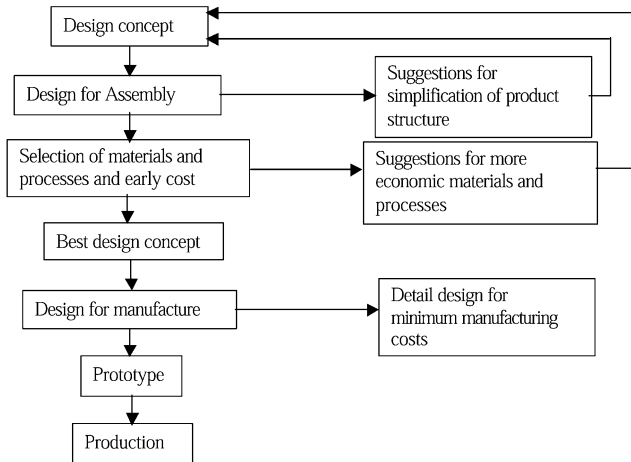 Design concept
Design for Assembly
Suggestions for
simplification of product
structure
Selection of materials and
processes and early cost
Suggestions for more
economic materials and
processes
Best design concept
Design for manufacture
Detail design for
minimum manufacturing
costs
Prototype
Production